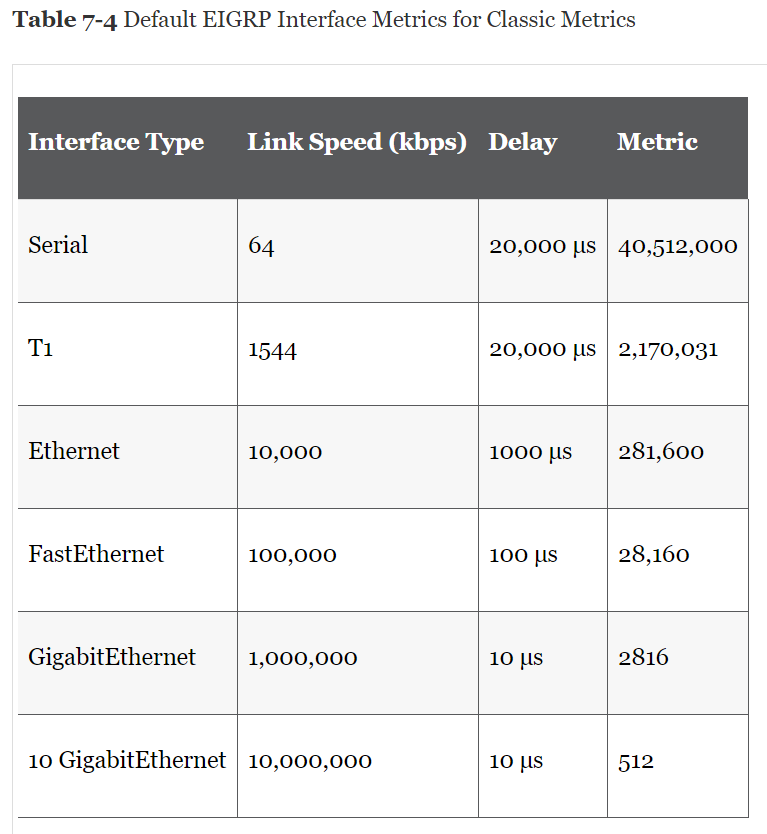 Table 7-4 Default EIGRP Interface Metrics for Classic Metrics
Interface Type Link Speed (kbps) Delay Metric
Serial 64 20,000 µs 40,512,000
T1 1544 20,000 µs 2,170,031
Ethernet 10,000 1000 µs 281,600
FastEthernet 100,000 100 µs 28,160
GigabitEthernet 1,000,000 10 µs 2816
10 GigabitEthernet 10,000,000 10 µs 512